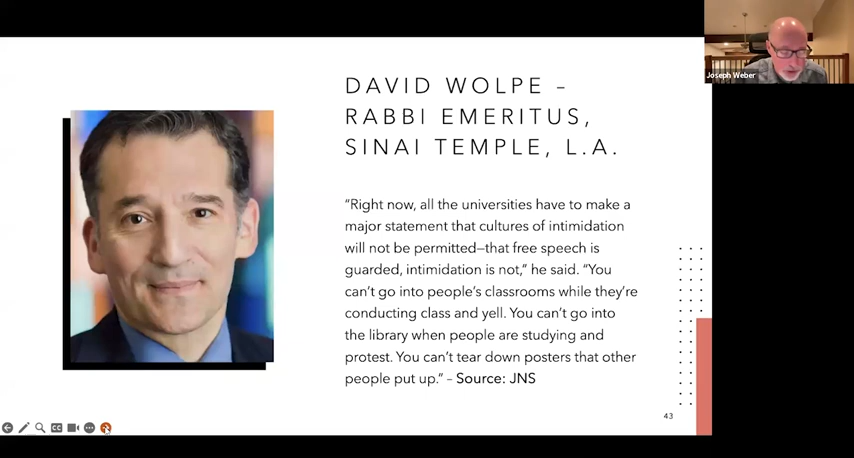 Joseph Weber
DAVID WOLPE –
RABBI EMERITUS,
SINAI TEMPLE, L.A.
“Right now, all the universities have to make a
major statement that cultures of intimidation
will not be permitted—that free speech is
guarded, intimidation is not,” he said. “You
can’t go into people’s classrooms while they’re
conducting class and yell. You can’t go into
the library when people are studying and
protest. You can’t tear down posters that other
people put up.” – Source: JNS
43
CC